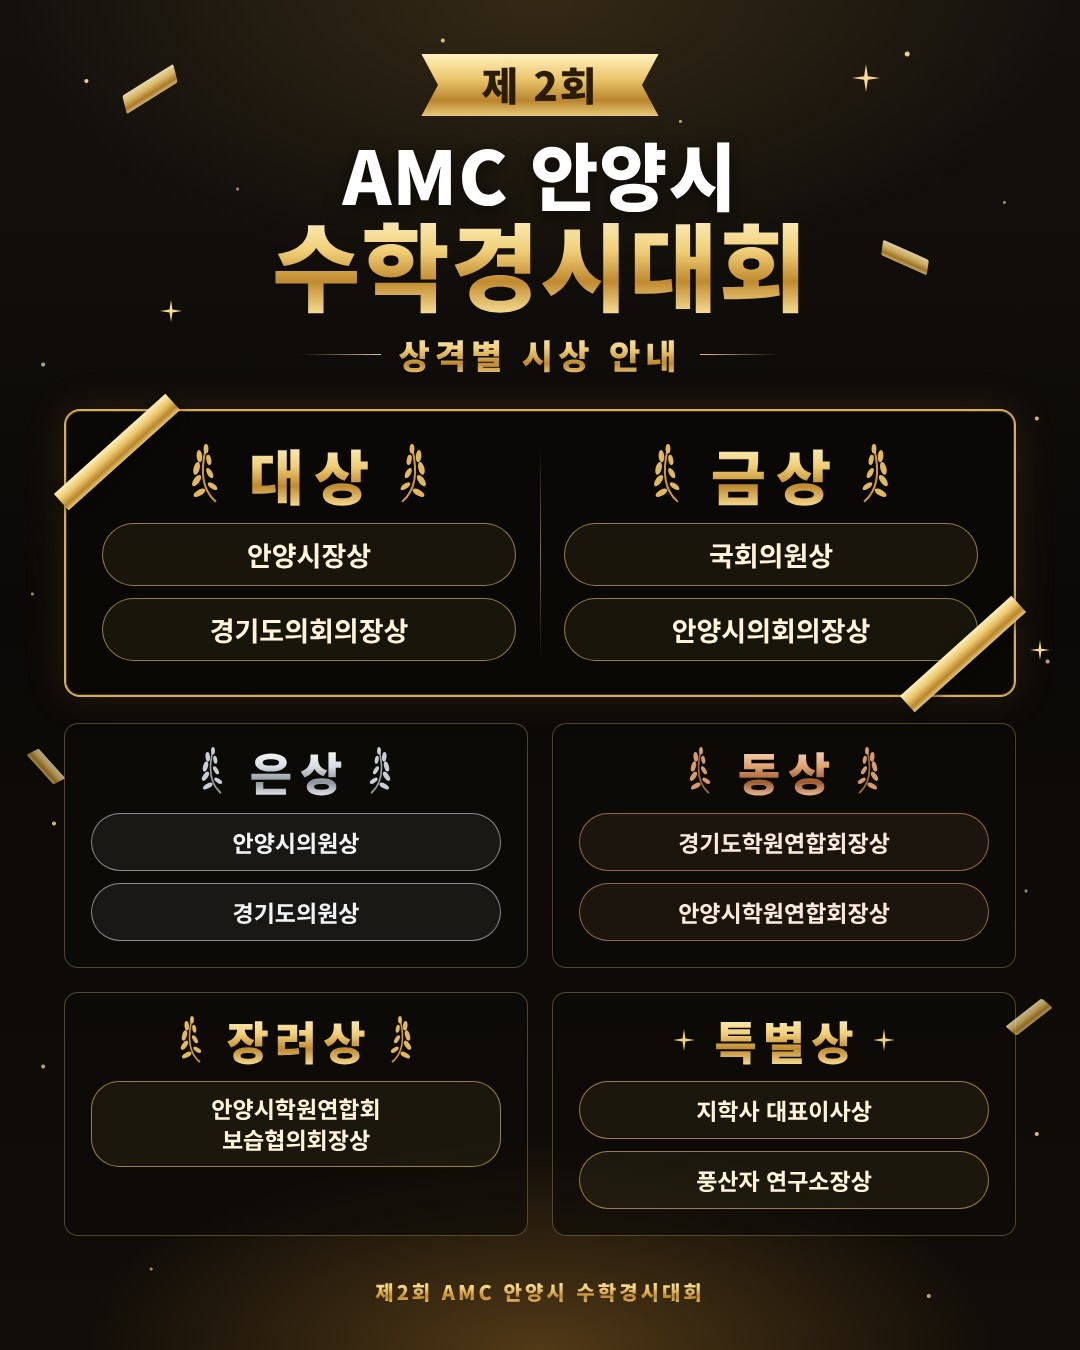 제 2회
AMC 안양시
수학경시대회
상격별 시상 안내
대상
안양시장상
경기도의회의장상
금상
국회의원상
안양시의회의장상
은상
안양시의원상
경기도의원상
동상
경기도학원연합회장상
안양시학원연합회장상
장려상
안양시학원연합회
보습협의회장상
특별상
지학사 대표이사상
풍산자 연구소장상
제2회 AMC 안양시 수학경시대회